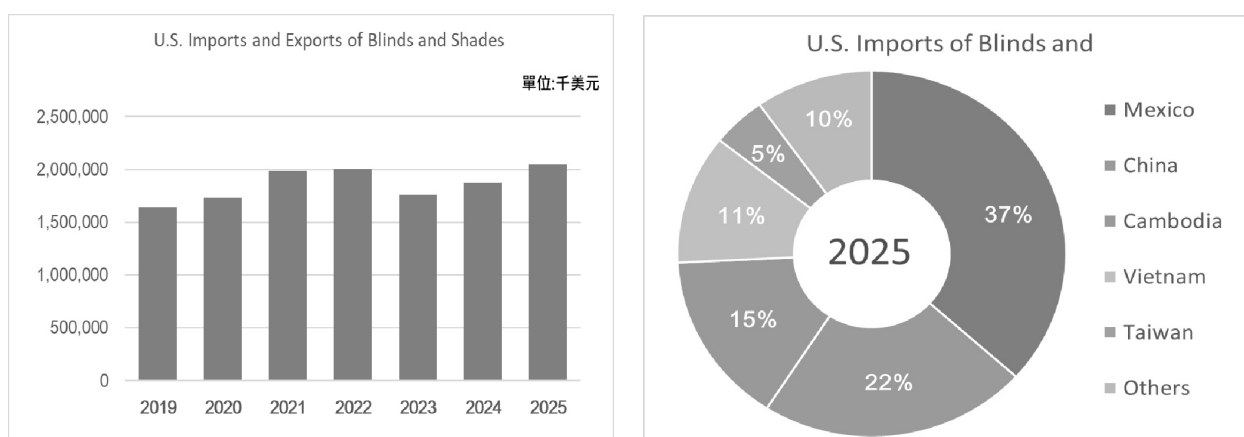 U.S. Imports and Exports of Blinds and Shades
單位:千美元
2,500,000
2,000,000
1,500,000
1,000,000
500,000
0
2019 2020 2021 2022 2023 2024 2025
U.S. Imports of Blinds and
10%
5%
11%
15%
22%
37%
2025
Mexico
China
Cambodia
Vietnam
Taiwan
Others